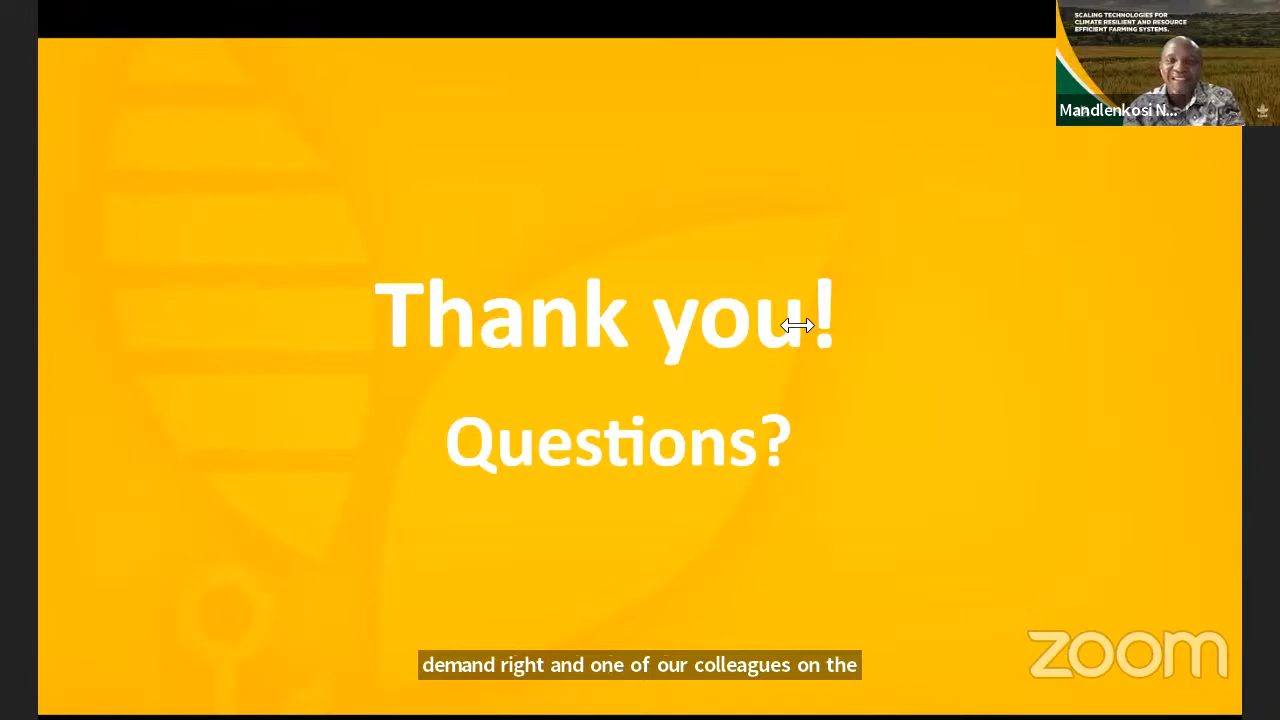 SCALING TECHNOLOGIES FOR
CLIMATE RESILIENT AND RESOURCE
EFFICIENT FARMING SYSTEMS.
Mandlenkosi N...
Thank you!
Questions?
demand right and one of our colleagues on the
zoom